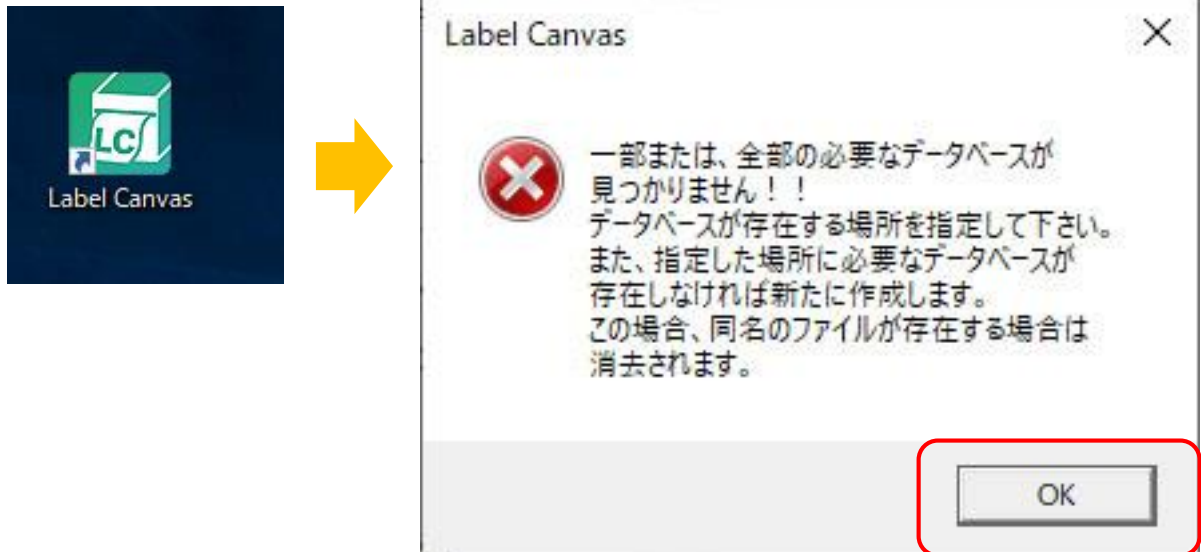 LC
Label Canvas
Label Canvas
一部または、全部の必要なデータベースが
見つかりません！！
データベースが存在する場所を指定して下さい。
また、指定した場所に必要なデータベースが
存在しなければ新たに作成します。
この場合、同名のファイルが存在する場合は
消去されます。
OK